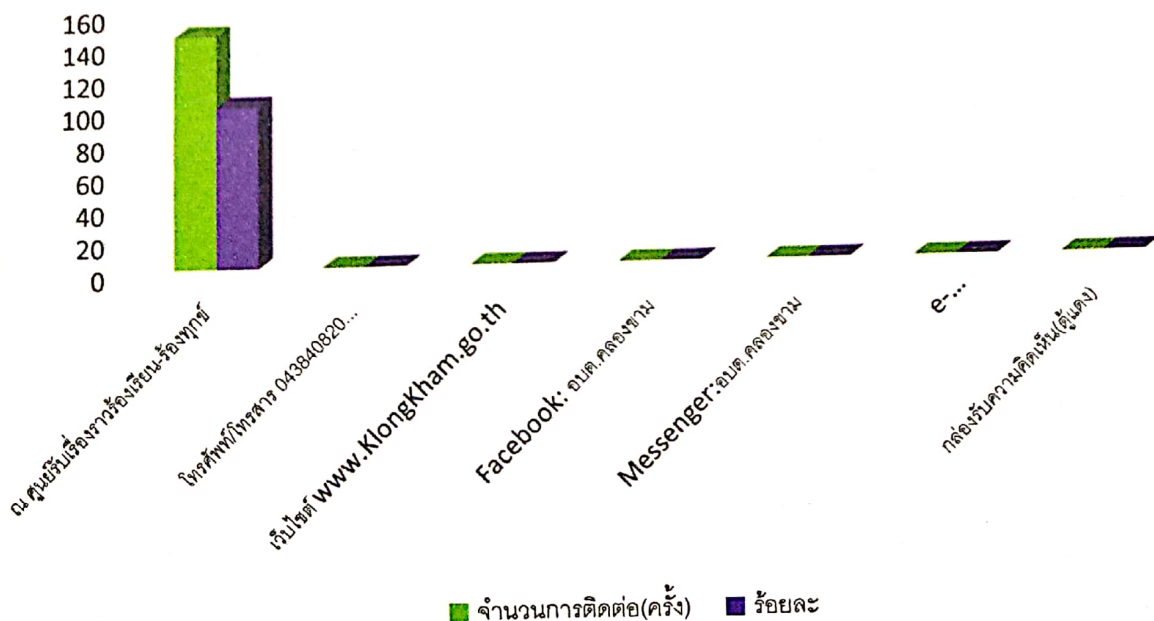 160
140
120
100
80
60
40
20
0
ณ ศูนย์รับเรื่องราวร้องเรียน-ร้องทุกข์
โทรศัพท์/โทรสาร 043840820...
เว็บไซต์ www.KlongKham.go.th
Facebook: อบต.คลองขาม
Messenger:อบต.คลองขาม
e-...
กล่องรับความคิดเห็น(ตู้แดง)
จำนวนการติดต่อ(ครั้ง) ร้อยละ